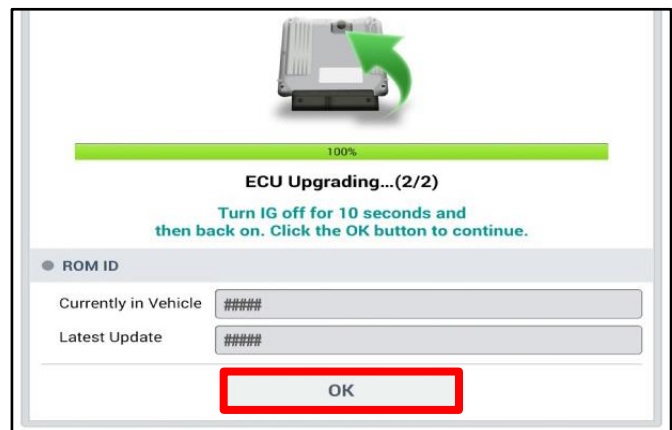 100%
ECU Upgrading...(2/2)
Turn IG off for 10 seconds and
then back on. Click the OK button to continue.
ROM ID
Currently in Vehicle #####
Latest Update #####
OK